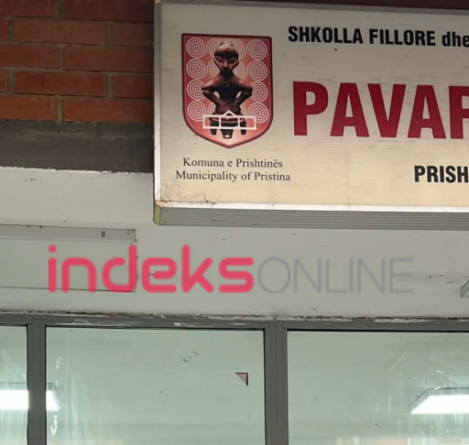 SHKOLLA FILLORE dhe
PAVAR
PRISH
Komuna e Prishtinës
Municipality of Pristina
indeksONLINE